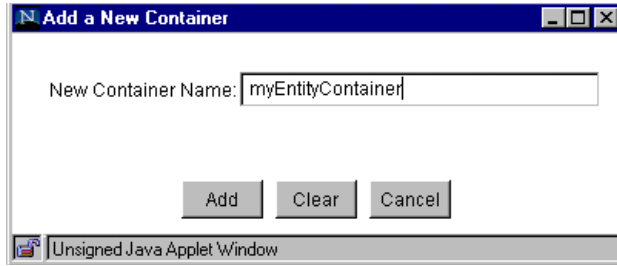 N Add a New Container
New Container Name: myEntityContainer
Add Clear Cancel
Unsigned Java Applet Window